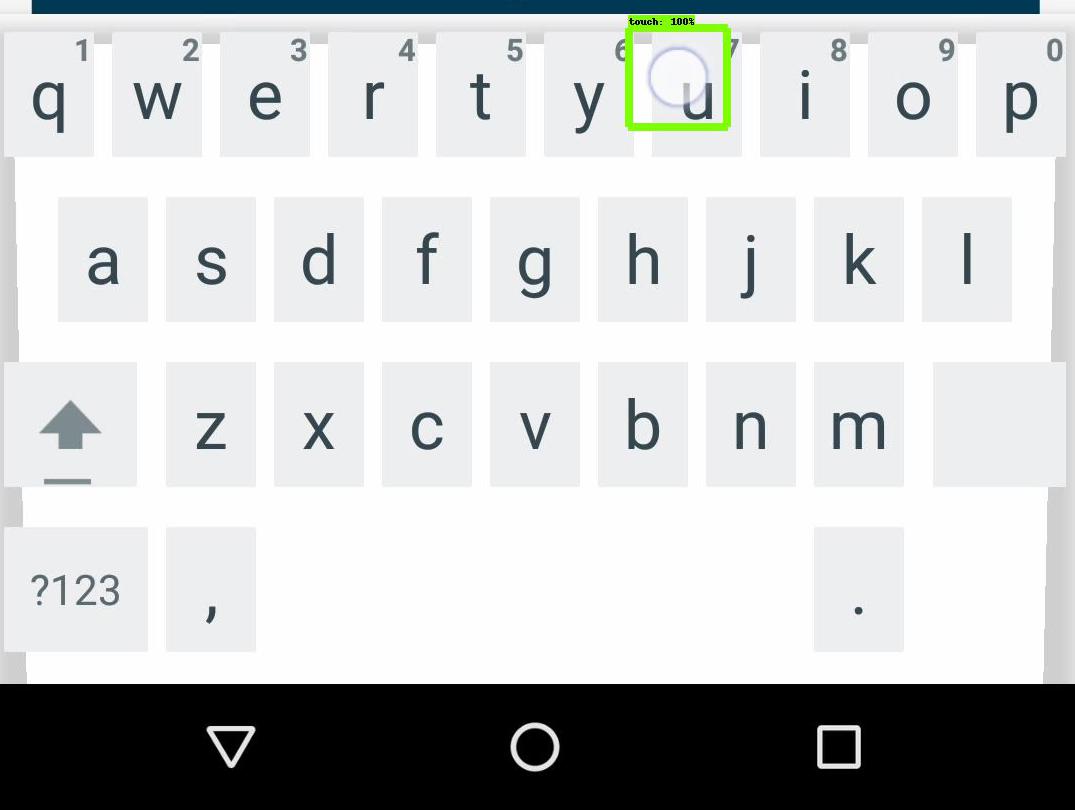 touch: 100%
1 2 3 4 5 6 7 8 9 0
q w e r t y u i o p
a s d f g h j k l
z x c v b n m
?123 , .